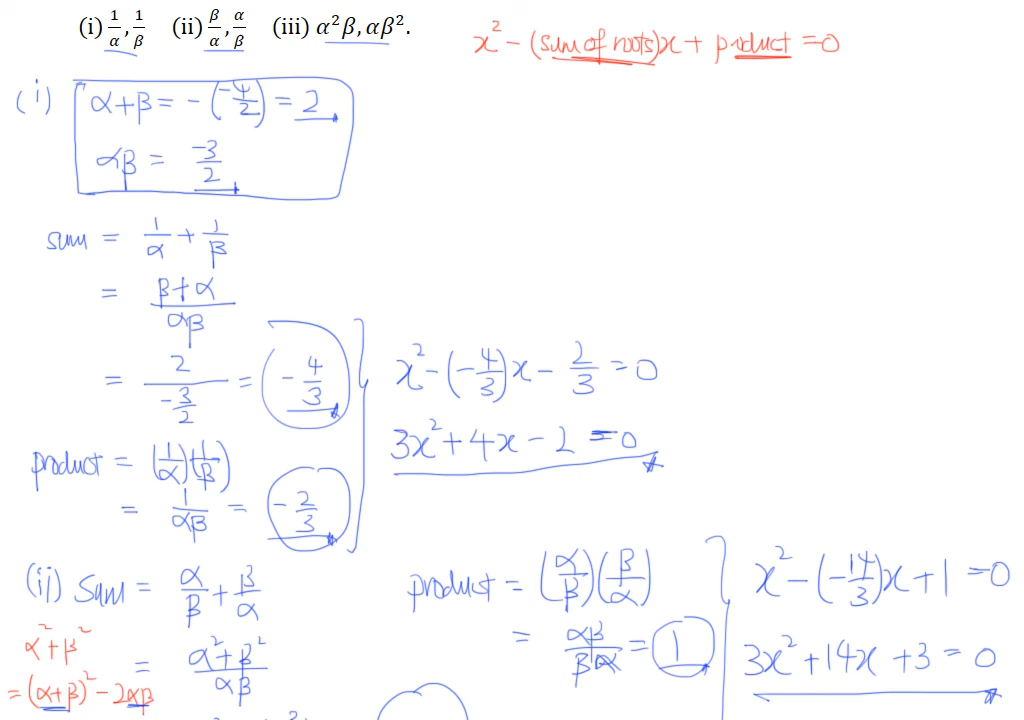 (i) 1/α, 1/β (ii) β/α, α/β (iii) α²β, αβ².
x² - (sum of roots)x + product = 0
(i) α+β = -(-4/2) = 2
αβ = -3/2
sum = 1/α + 1/β
= (β+α)/(αβ)
= 2/(-3/2) = -4/3
product = (1/α)(1/β)
= 1/(αβ) = -2/3
x² - (-4/3)x - 2/3 = 0
3x² + 4x - 2 = 0
(ii) Sum = α/β + β/α
= (α²+β²)/(αβ)
α²+β²
= (α+β)² - 2αβ
product = (α/β)(β/α)
= αβ/βα = 1
x² - (-14/3)x + 1 = 0
3x² + 14x + 3 = 0